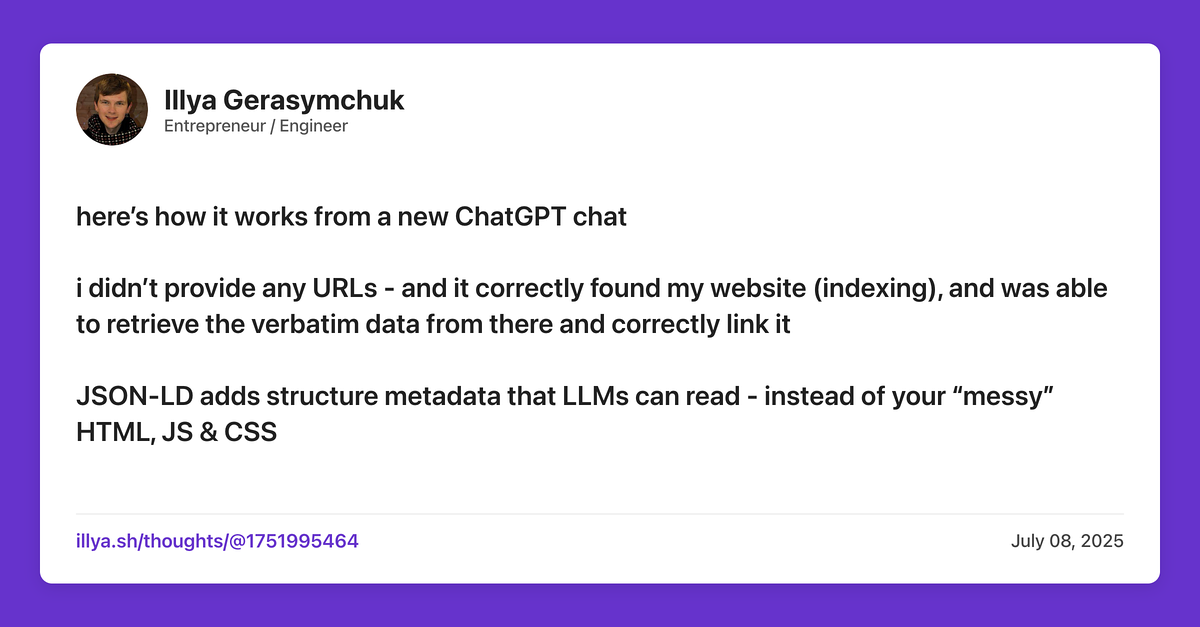 Illya Gerasymchuk
Entrepreneur / Engineer
here’s how it works from a new ChatGPT chat
i didn’t provide any URLs - and it correctly found my website (indexing), and was able
to retrieve the verbatim data from there and correctly link it
JSON-LD adds structure metadata that LLMs can read - instead of your “messy”
HTML, JS & CSS
illya.sh/thoughts/@1751995464
July 08, 2025